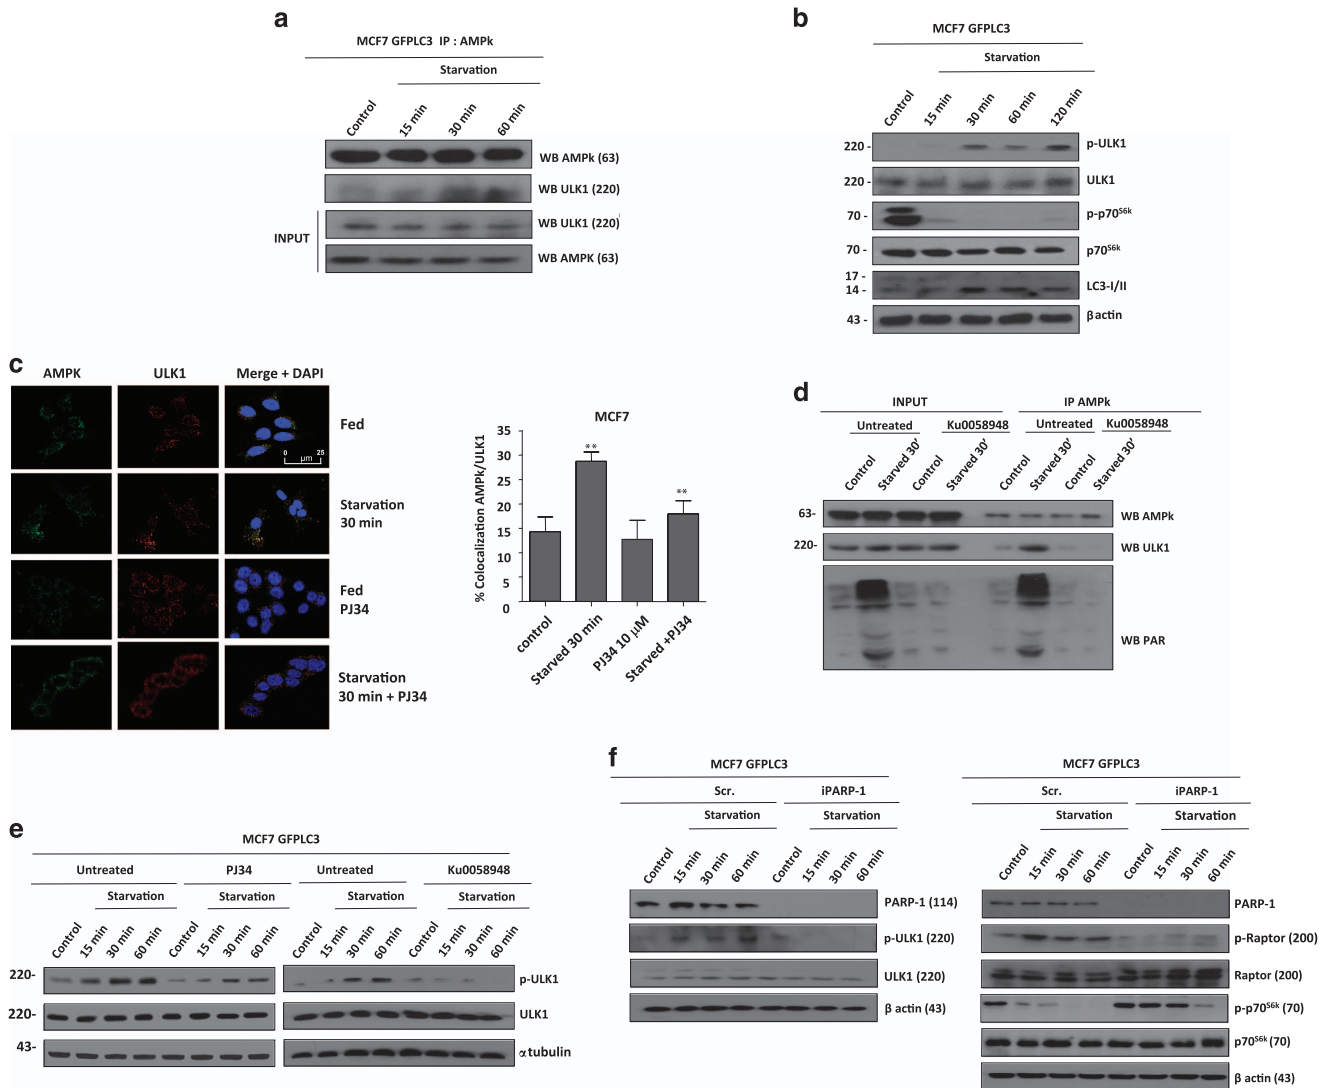 a
MCF7 GFPLC3 IP : AMPk
Starvation
Control
15 min
30 min
60 min
WB AMPk (63)
WB ULK1 (220)
INPUT
WB ULK1 (220)
WB AMPK (63)
b
MCF7 GFPLC3
Starvation
Control
15 min
30 min
60 min
120 min
220 -
p-ULK1
220 -
ULK1
70 -
p-p70S6k
70 -
p70S6k
17 -
14 -
LC3-I/II
43 -
β actin
c
AMPK
ULK1
Merge + DAPI
0 25
µm
Fed
Starvation
30 min
Fed
PJ34
Starvation
30 min + PJ34
MCF7
% Colocalization AMPk/ULK1
35
30
25
20
15
10
5
0
**
**
control
Starved 30 min
PJ34 10 µM
Starved +PJ34
d
INPUT
IP AMPk
Untreated
Ku0058948
Untreated
Ku0058948
Control
Starved 30'
Control
Starved 30'
Control
Starved 30'
Control
Starved 30'
63-
WB AMPk
220-
WB ULK1
WB PAR
e
MCF7 GFPLC3
Untreated
PJ34
Untreated
Ku0058948
Starvation
Starvation
Starvation
Starvation
Control
15 min
30 min
60 min
Control
15 min
30 min
60 min
Control
15 min
30 min
60 min
Control
15 min
30 min
60 min
220-
p-ULK1
220-
ULK1
43-
α tubulin
f
MCF7 GFPLC3
Scr.
iPARP-1
Starvation
Starvation
Control
15 min
30 min
60 min
Control
15 min
30 min
60 min
PARP-1 (114)
p-ULK1 (220)
ULK1 (220)
β actin (43)
MCF7 GFPLC3
Scr.
iPARP-1
Starvation
Starvation
Control
15 min
30 min
60 min
Control
15 min
30 min
60 min
PARP-1
p-Raptor (200)
Raptor (200)
p-p70S6k (70)
p70S6k (70)
β actin (43)